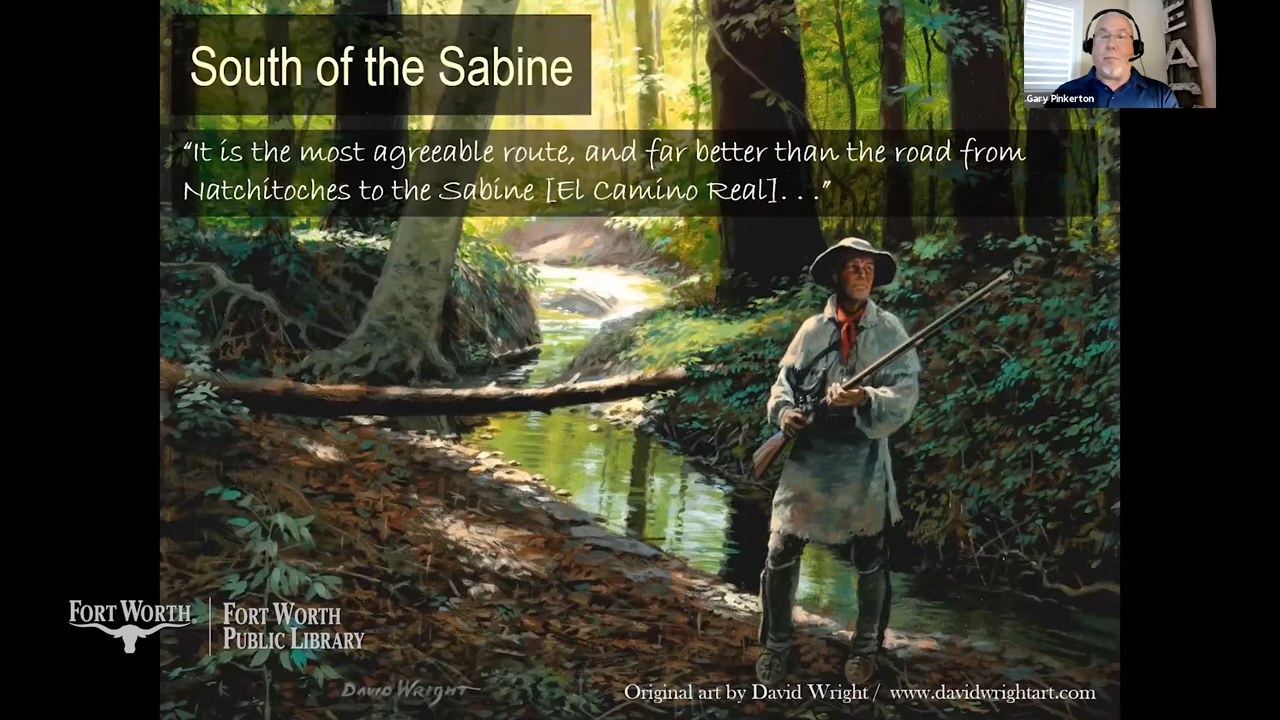 South of the Sabine
Gary Pinkerton
“It is the most agreeable route, and far better than the road from
Natchitoches to the Sabine [El Camino Real]. . .”
FORT WORTH®
FORT WORTH
PUBLIC LIBRARY
DAVID WRIGHT
Original art by David Wright / www.davidwrightart.com